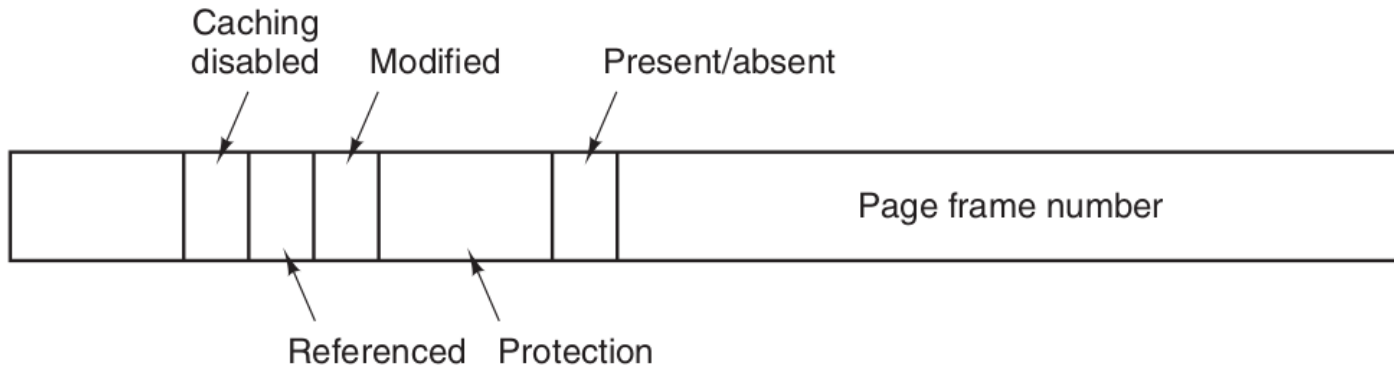 Caching
disabled
Modified
Present/absent
Page frame number
Referenced
Protection